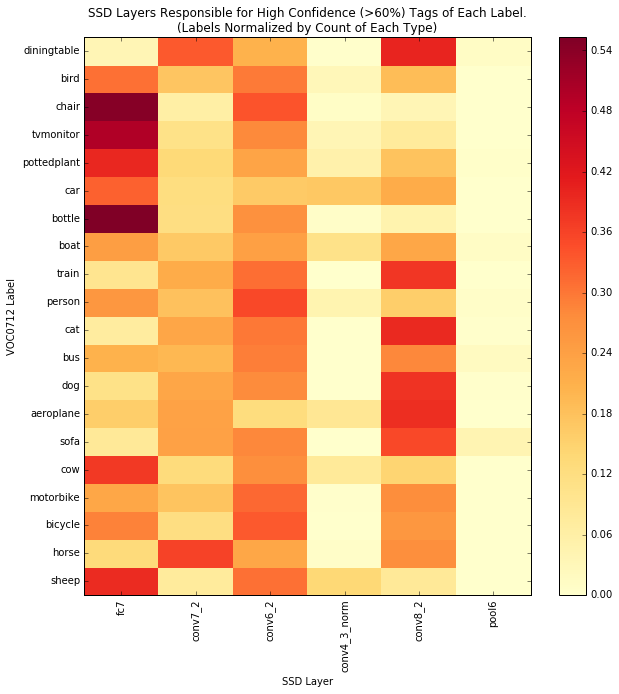 SSD Layers Responsible for High Confidence (>60%) Tags of Each Label.
(Labels Normalized by Count of Each Type)
VOC0712 Label
diningtable
bird
chair
tvmonitor
pottedplant
car
bottle
boat
train
person
cat
bus
dog
aeroplane
sofa
cow
motorbike
bicycle
horse
sheep
fc7
conv7_2
conv6_2
conv4_3_norm
conv8_2
pool6
SSD Layer
0.54
0.48
0.42
0.36
0.30
0.24
0.18
0.12
0.06
0.00